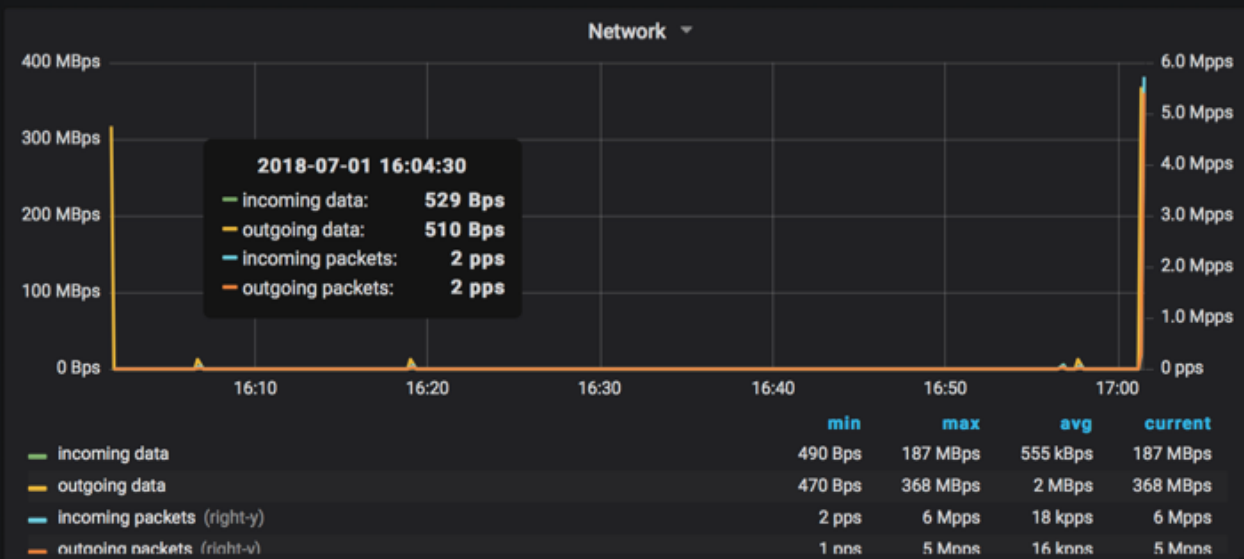 Network
400 MBps
300 MBps
200 MBps
100 MBps
0 Bps
6.0 Mpps
5.0 Mpps
4.0 Mpps
3.0 Mpps
2.0 Mpps
1.0 Mpps
0 pps
2018-07-01 16:04:30
incoming data: 529 Bps
outgoing data: 510 Bps
incoming packets: 2 pps
outgoing packets: 2 pps
16:10 16:20 16:30 16:40 16:50 17:00
min max avg current
incoming data 490 Bps 187 MBps 555 kBps 187 MBps
outgoing data 470 Bps 368 MBps 2 MBps 368 MBps
incoming packets (right-y) 2 pps 6 Mpps 18 kpps 6 Mpps
outgoing packets (right-y) 1 pps 5 Mpps 16 kpps 5 Mpps